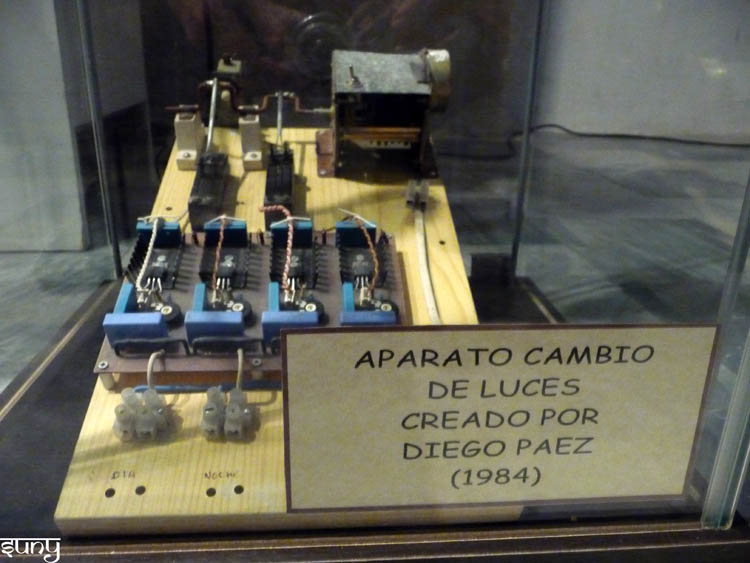 APARATO CAMBIO
DE LUCES
CREADO POR
DIEGO PAEZ
(1984)
DIA
NOCHE
SUNY